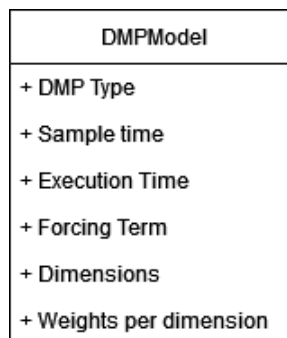 DMPModel
+ DMP Type
+ Sample time
+ Execution Time
+ Forcing Term
+ Dimensions
+ Weights per dimension